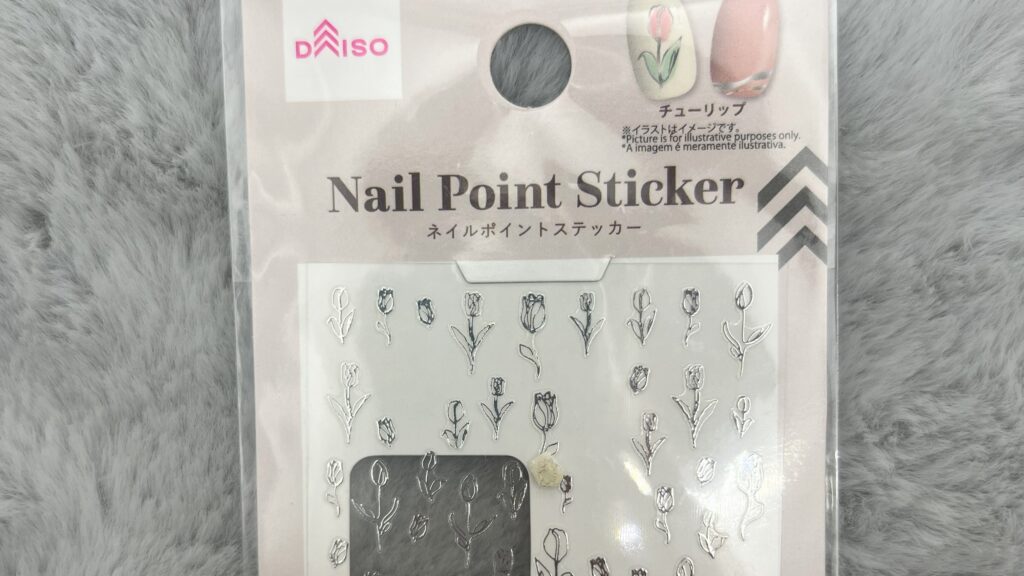 DAISO
チューリップ
※イラストはイメージです。
*Picture is for illustrative purposes only.
*A imagem é meramente ilustrativa.
Nail Point Sticker
ネイルポイントステッカー